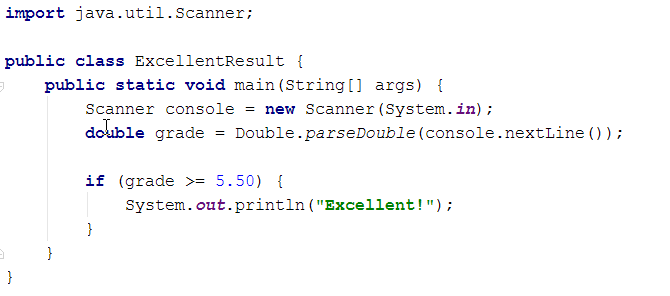 import java.util.Scanner;
public class ExcellentResult {
public static void main(String[] args) {
Scanner console = new Scanner(System.in);
double grade = Double.parseDouble(console.nextLine());
if (grade >= 5.50) {
System.out.println("Excellent!");
}
}
}